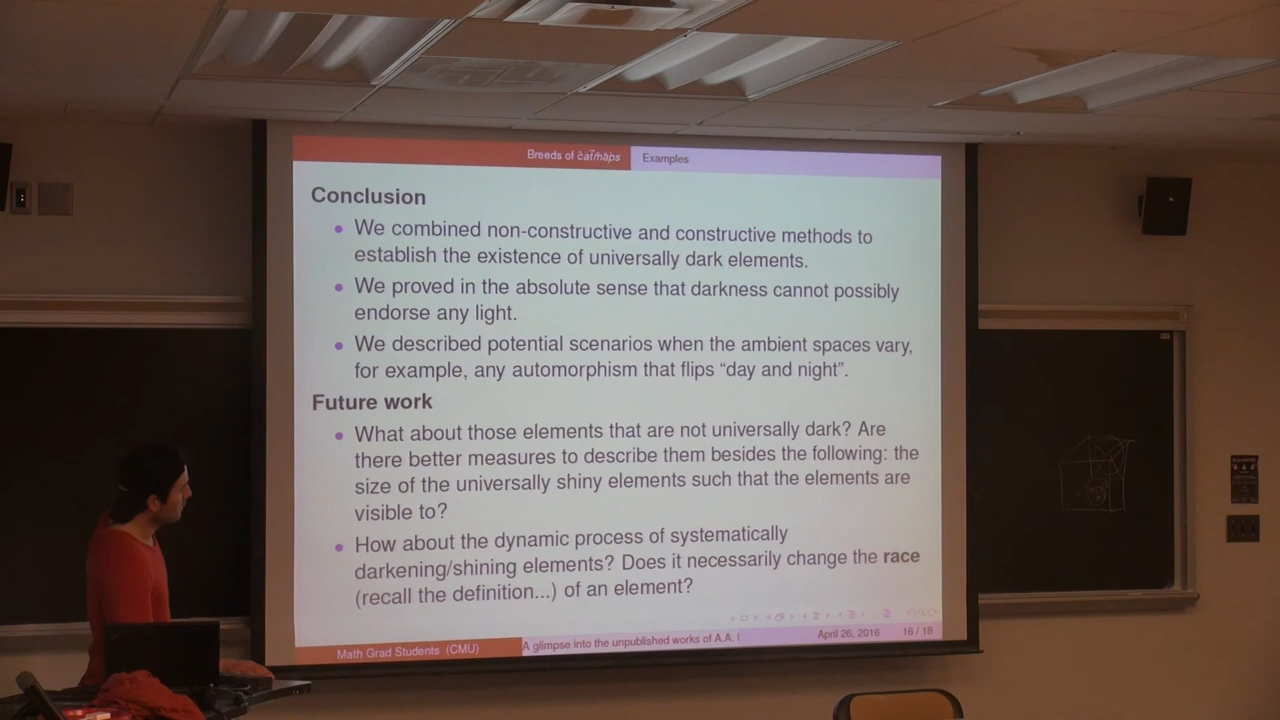 Breeds of c̄at̄m̄āps Examples
Conclusion
• We combined non-constructive and constructive methods to
establish the existence of universally dark elements.
• We proved in the absolute sense that darkness cannot possibly
endorse any light.
• We described potential scenarios when the ambient spaces vary,
for example, any automorphism that flips “day and night”.
Future work
• What about those elements that are not universally dark? Are
there better measures to describe them besides the following: the
size of the universally shiny elements such that the elements are
visible to?
• How about the dynamic process of systematically
darkening/shining elements? Does it necessarily change the race
(recall the definition...) of an element?
Math Grad Students (CMU) A glimpse into the unpublished works of A.A. I April 26, 2016 16 / 18